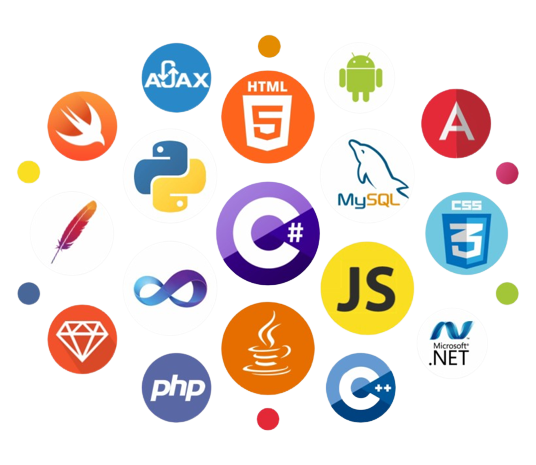 AJAX
HTML
5
A
MySQL
CSS
3
C#
JS
Microsoft®
.NET
php
C++